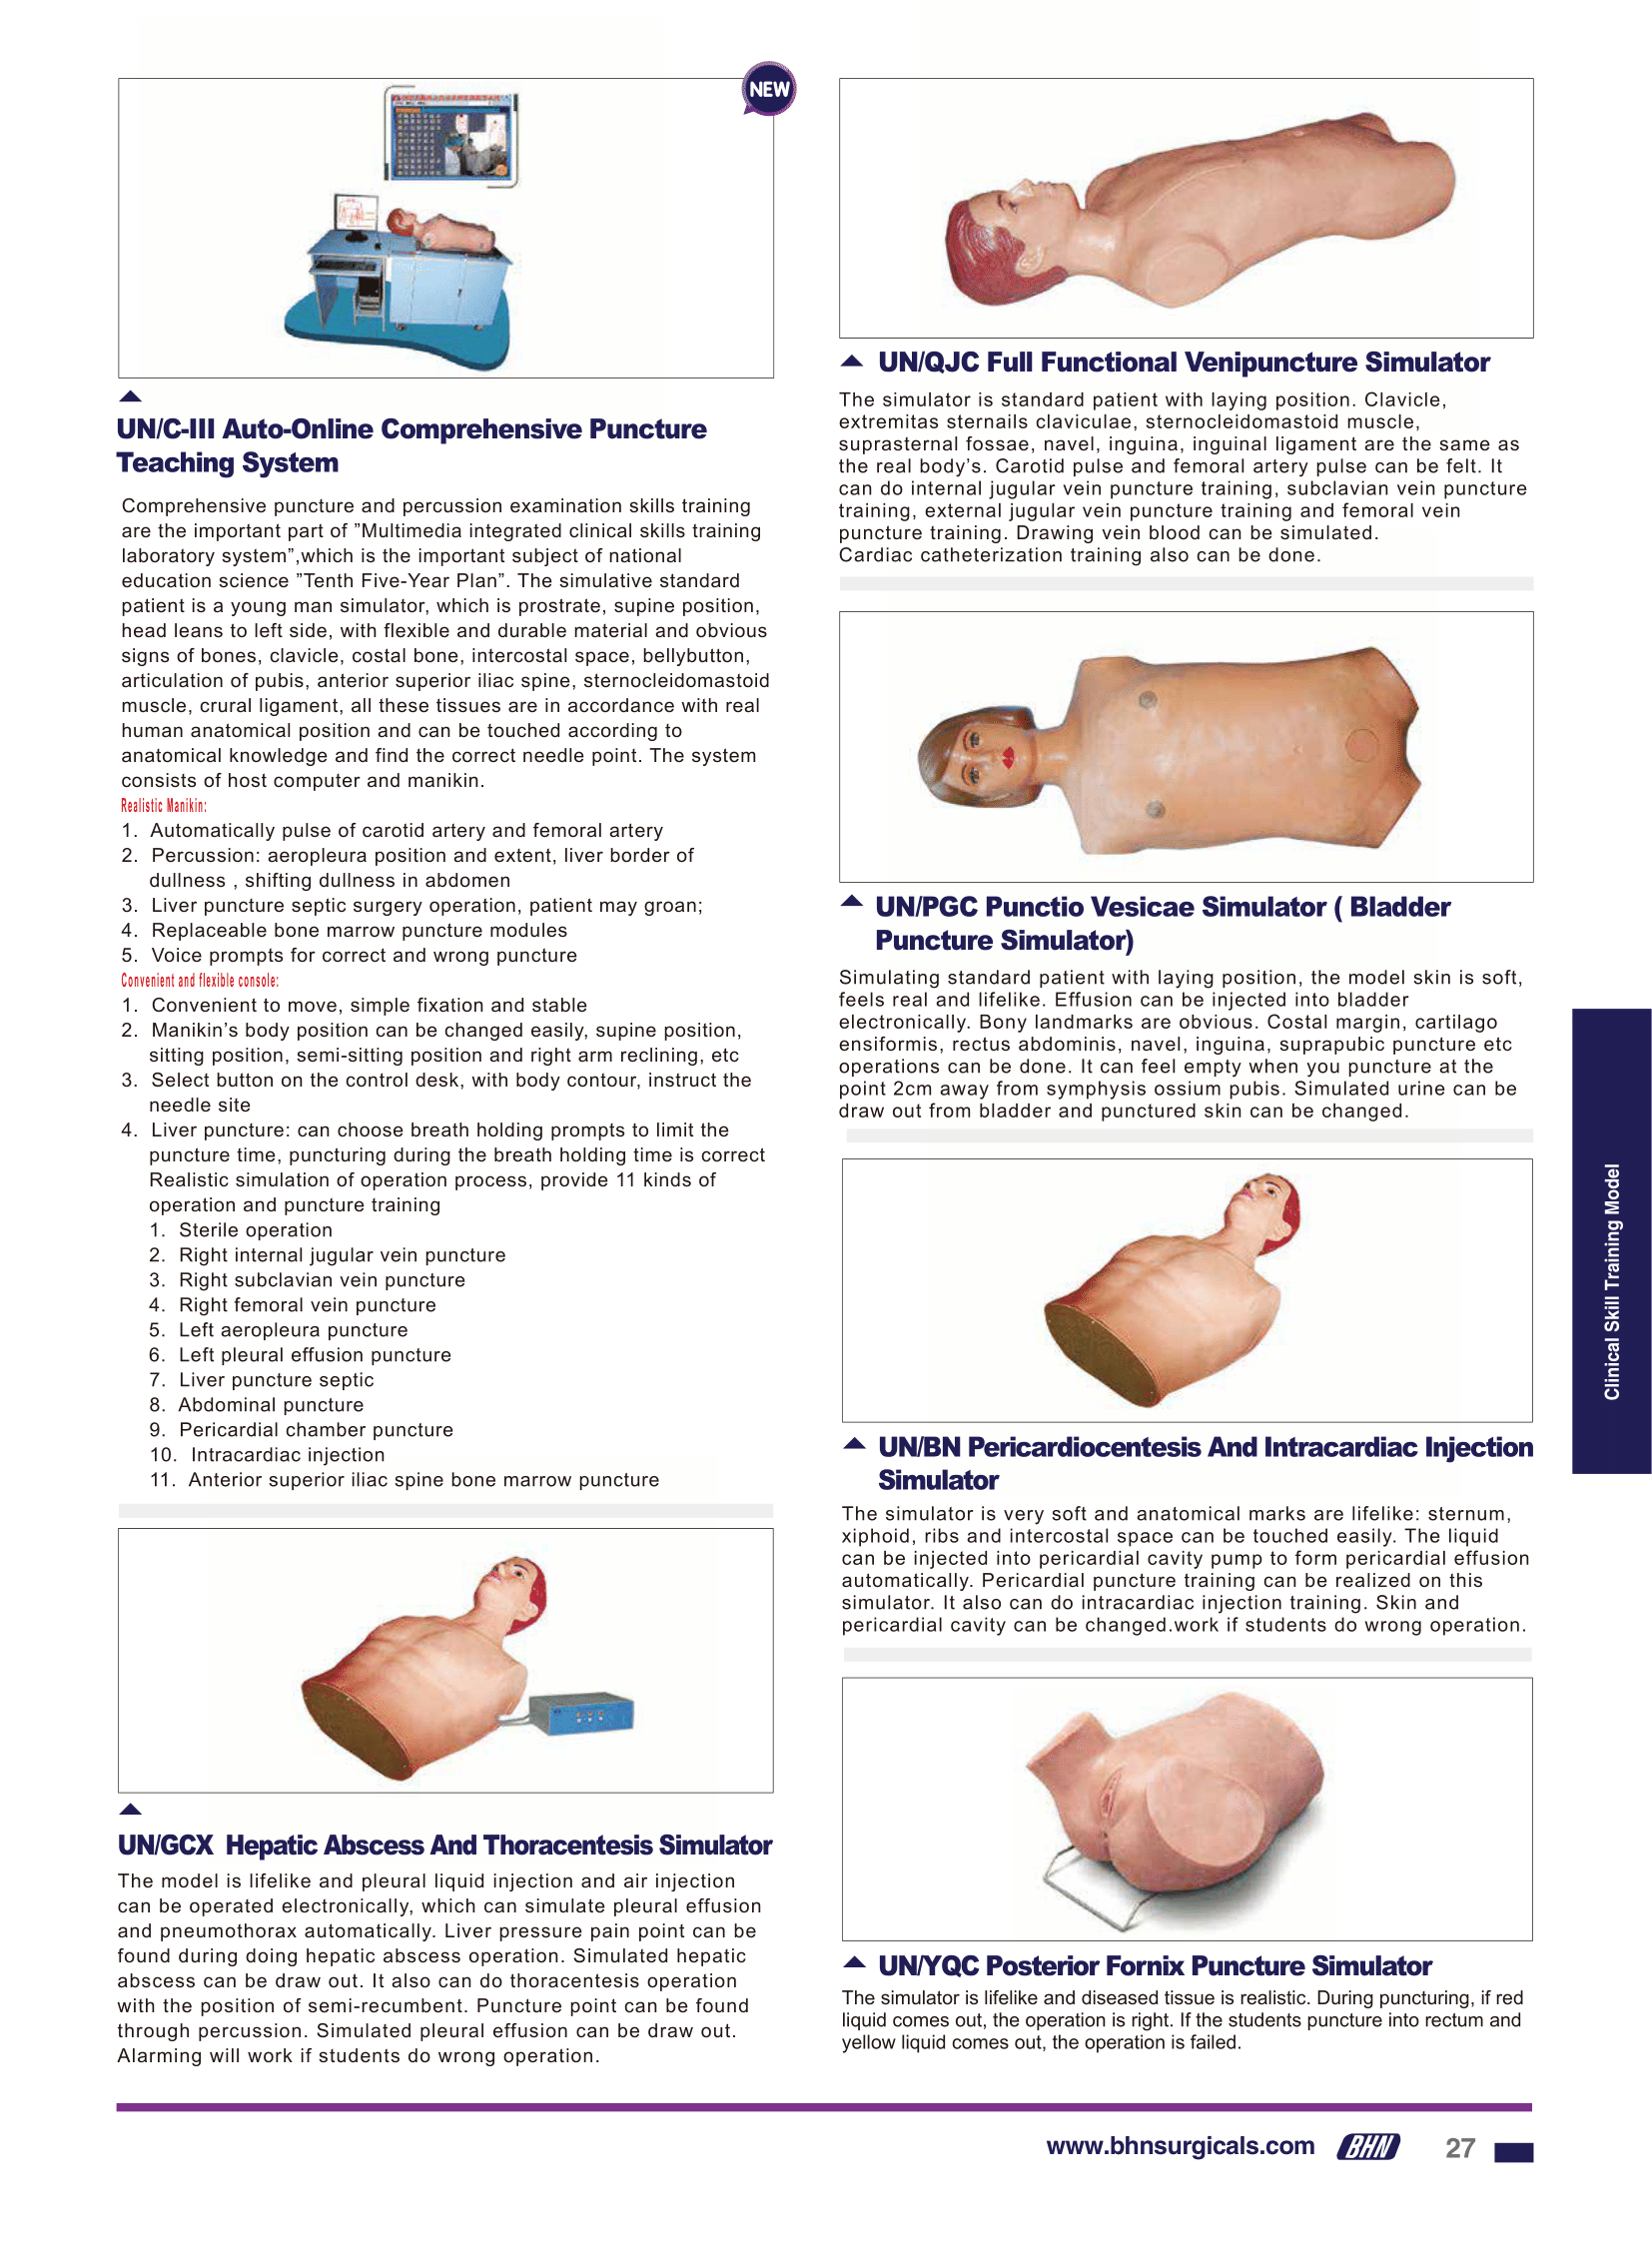 NEW
UN/C-III Auto-Online Comprehensive Puncture
Teaching System
Comprehensive puncture and percussion examination skills training
are the important part of ”Multimedia integrated clinical skills training
laboratory system”,which is the important subject of national
education science ”Tenth Five-Year Plan”. The simulative standard
patient is a young man simulator, which is prostrate, supine position,
head leans to left side, with flexible and durable material and obvious
signs of bones, clavicle, costal bone, intercostal space, bellybutton,
articulation of pubis, anterior superior iliac spine, sternocleidomastoid
muscle, crural ligament, all these tissues are in accordance with real
human anatomical position and can be touched according to
anatomical knowledge and find the correct needle point. The system
consists of host computer and manikin.
Realistic Manikin:
1. Automatically pulse of carotid artery and femoral artery
2. Percussion: aeropleura position and extent, liver border of
dullness , shifting dullness in abdomen
3. Liver puncture septic surgery operation, patient may groan;
4. Replaceable bone marrow puncture modules
5. Voice prompts for correct and wrong puncture
Convenient and flexible console:
1. Convenient to move, simple fixation and stable
2. Manikin’s body position can be changed easily, supine position,
sitting position, semi-sitting position and right arm reclining, etc
3. Select button on the control desk, with body contour, instruct the
needle site
4. Liver puncture: can choose breath holding prompts to limit the
puncture time, puncturing during the breath holding time is correct
Realistic simulation of operation process, provide 11 kinds of
operation and puncture training
1. Sterile operation
2. Right internal jugular vein puncture
3. Right subclavian vein puncture
4. Right femoral vein puncture
5. Left aeropleura puncture
6. Left pleural effusion puncture
7. Liver puncture septic
8. Abdominal puncture
9. Pericardial chamber puncture
10. Intracardiac injection
11. Anterior superior iliac spine bone marrow puncture
UN/GCX Hepatic Abscess And Thoracentesis Simulator
The model is lifelike and pleural liquid injection and air injection
can be operated electronically, which can simulate pleural effusion
and pneumothorax automatically. Liver pressure pain point can be
found during doing hepatic abscess operation. Simulated hepatic
abscess can be draw out. It also can do thoracentesis operation
with the position of semi-recumbent. Puncture point can be found
through percussion. Simulated pleural effusion can be draw out.
Alarming will work if students do wrong operation.
UN/QJC Full Functional Venipuncture Simulator
The simulator is standard patient with laying position. Clavicle,
extremitas sternails claviculae, sternocleidomastoid muscle,
suprasternal fossae, navel, inguina, inguinal ligament are the same as
the real body’s. Carotid pulse and femoral artery pulse can be felt. It
can do internal jugular vein puncture training, subclavian vein puncture
training, external jugular vein puncture training and femoral vein
puncture training. Drawing vein blood can be simulated.
Cardiac catheterization training also can be done.
UN/PGC Punctio Vesicae Simulator ( Bladder
Puncture Simulator)
Simulating standard patient with laying position, the model skin is soft,
feels real and lifelike. Effusion can be injected into bladder
electronically. Bony landmarks are obvious. Costal margin, cartilago
ensiformis, rectus abdominis, navel, inguina, suprapubic puncture etc
operations can be done. It can feel empty when you puncture at the
point 2cm away from symphysis ossium pubis. Simulated urine can be
draw out from bladder and punctured skin can be changed.
UN/BN Pericardiocentesis And Intracardiac Injection
Simulator
The simulator is very soft and anatomical marks are lifelike: sternum,
xiphoid, ribs and intercostal space can be touched easily. The liquid
can be injected into pericardial cavity pump to form pericardial effusion
automatically. Pericardial puncture training can be realized on this
simulator. It also can do intracardiac injection training. Skin and
pericardial cavity can be changed.work if students do wrong operation.
UN/YQC Posterior Fornix Puncture Simulator
The simulator is lifelike and diseased tissue is realistic. During puncturing, if red
liquid comes out, the operation is right. If the students puncture into rectum and
yellow liquid comes out, the operation is failed.
Clinical Skill Training Model
www.bhnsurgicals.com BHN 27